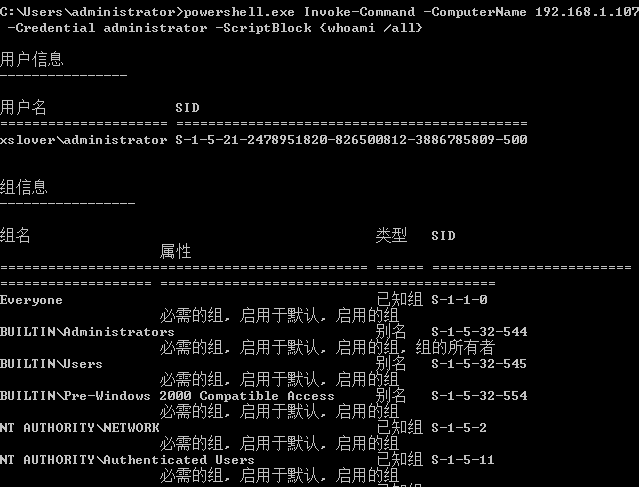 C:\Users\administrator>powershell.exe Invoke-Command -ComputerName 192.168.1.107
 -Credential administrator -ScriptBlock {whoami /all}
用户信息
----------------
用户名 SID
===================== ============================================
xslover\administrator S-1-5-21-2478951820-826500812-3886785809-500
组信息
-----------------
组名 类型 SID
属性
============================================== ====== =========================
=================== ==========================================
Everyone 已知组 S-1-1-0
必需的组, 启用于默认, 启用的组
BUILTIN\Administrators 别名 S-1-5-32-544
必需的组, 启用于默认, 启用的组, 组的所有者
BUILTIN\Users 别名 S-1-5-32-545
必需的组, 启用于默认, 启用的组
BUILTIN\Pre-Windows 2000 Compatible Access 别名 S-1-5-32-554
必需的组, 启用于默认, 启用的组
NT AUTHORITY\NETWORK 已知组 S-1-5-2
必需的组, 启用于默认, 启用的组
NT AUTHORITY\Authenticated Users 已知组 S-1-5-11
必需的组, 启用于默认, 启用的组